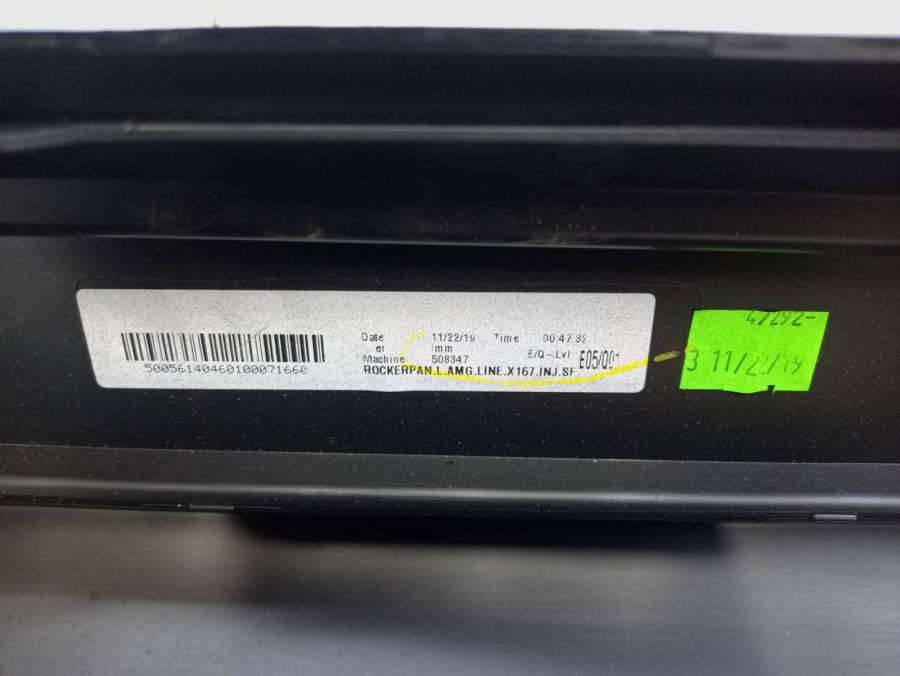 Date 11/22/19 Time 00:47:32
er Imm
Machine 508347 E/Q-Lvl E05/Q01
50056140460100071660
ROCKERPAN.L.AMG.LINE.X167.INJ.SF
47292-
3 11/22/19